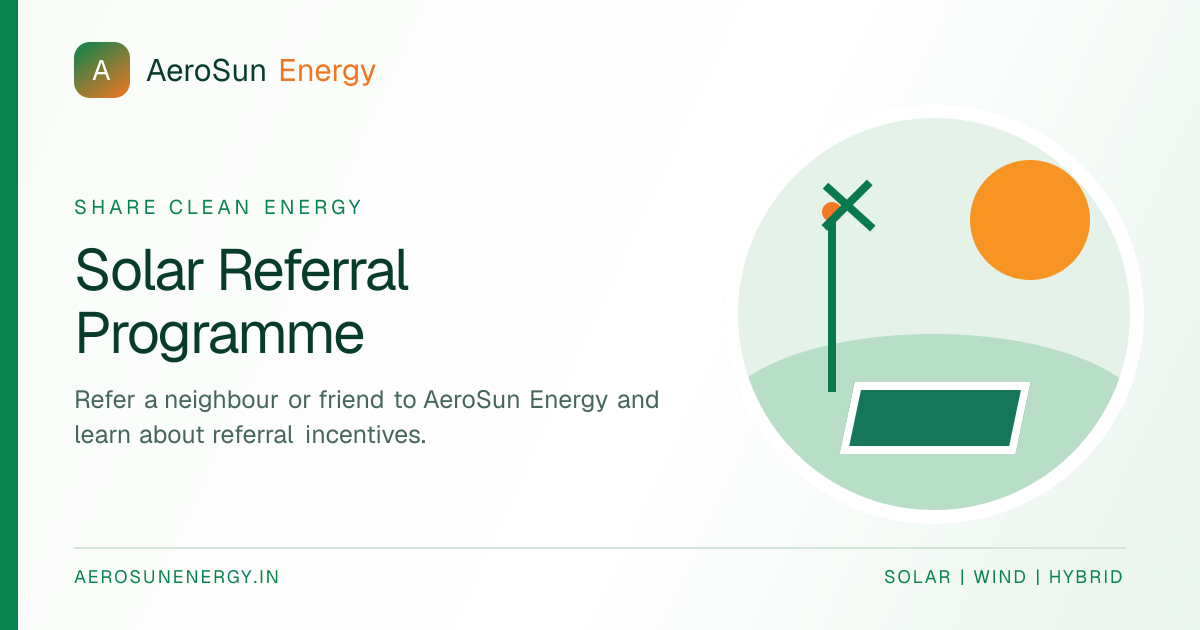 A
AeroSun Energy
SHARE CLEAN ENERGY
Solar Referral
Programme
Refer a neighbour or friend to AeroSun Energy and
learn about referral incentives.
AEROSUNENERGY.IN
SOLAR | WIND | HYBRID